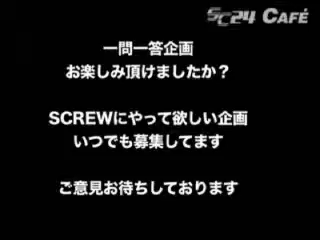 SC24 CAFÉ
一問一答企画
お楽しみ頂けましたか？
SCREWにやって欲しい企画
いつでも募集してます
ご意見お待ちしております